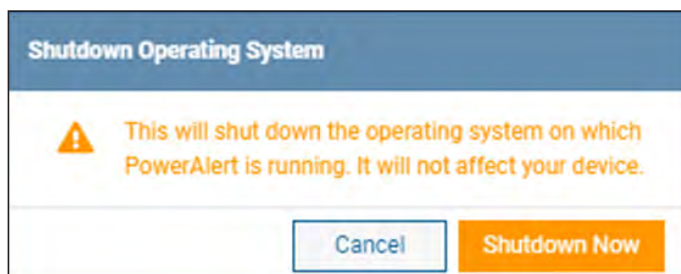 Shutdown Operating System
This will shut down the operating system on which
PowerAlert is running. It will not affect your device.
Cancel
Shutdown Now